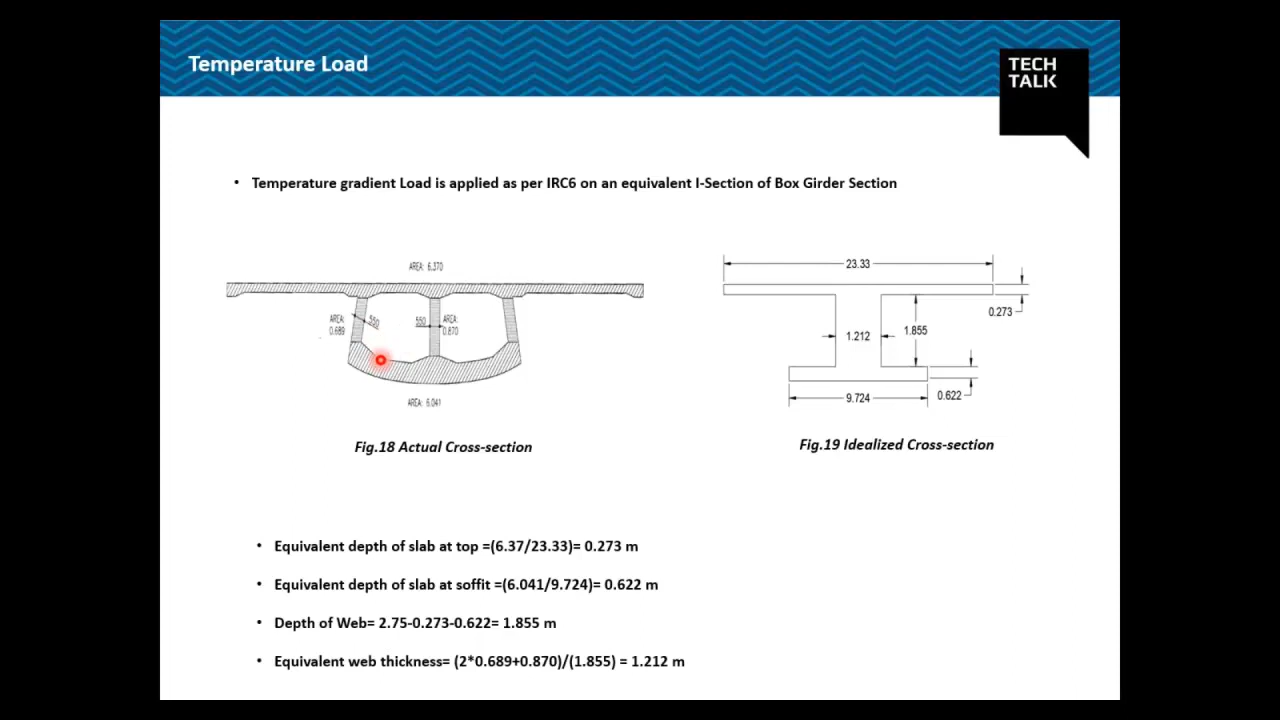 Temperature Load
TECH
TALK
• Temperature gradient Load is applied as per IRC6 on an equivalent I-Section of Box Girder Section
AREA: 6.370
AREA:
0.689
550
550
AREA:
0.870
AREA: 6.041
23.33
0.273
1.212
1.855
9.724
0.622
Fig.18 Actual Cross-section
Fig.19 Idealized Cross-section
• Equivalent depth of slab at top =(6.37/23.33)= 0.273 m
• Equivalent depth of slab at soffit =(6.041/9.724)= 0.622 m
• Depth of Web= 2.75-0.273-0.622= 1.855 m
• Equivalent web thickness= (2*0.689+0.870)/(1.855) = 1.212 m